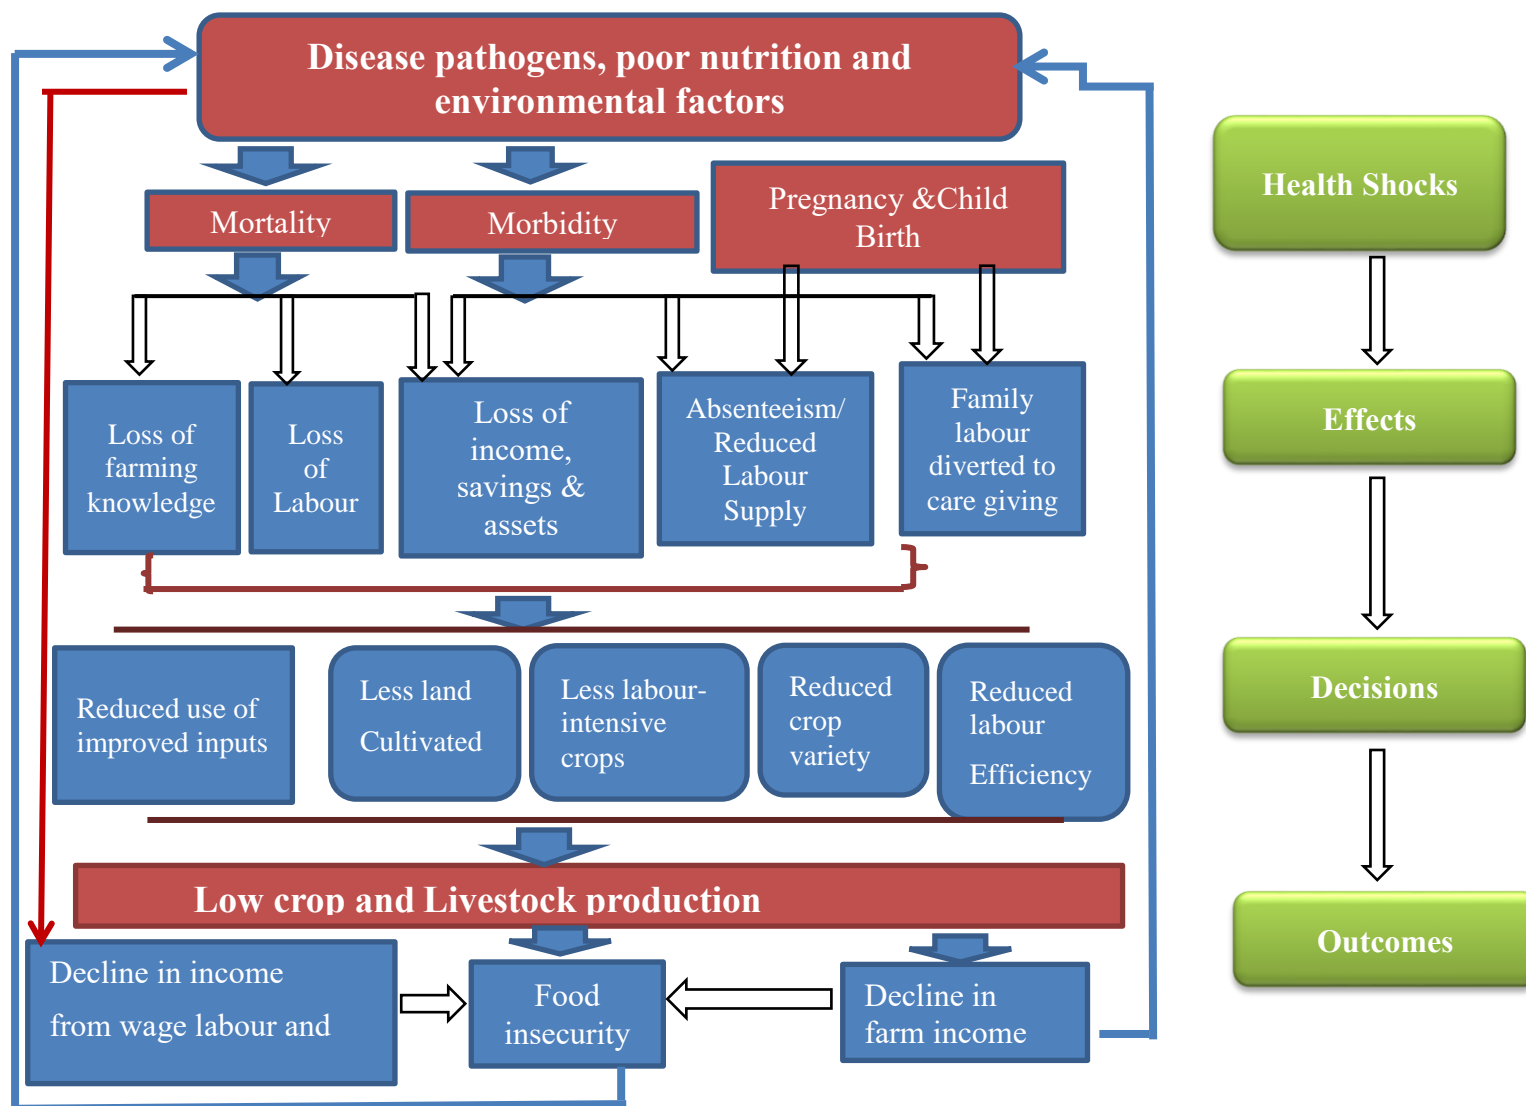 Disease pathogens, poor nutrition and
environmental factors
Health Shocks
Mortality
Morbidity
Pregnancy &Child
Birth
Effects
Loss of
farming
knowledge
Loss
of
Labour
Loss of
income,
savings &
assets
Absenteeism/
Reduced
Labour
Supply
Family
labour
diverted to
care giving
Decisions
Reduced use of
improved inputs
Less land
Cultivated
Less labour-
intensive
crops
Reduced
crop
variety
Reduced
labour
Efficiency
Low crop and Livestock production
Outcomes
Decline in income
from wage labour and
Food
insecurity
Decline in
farm income